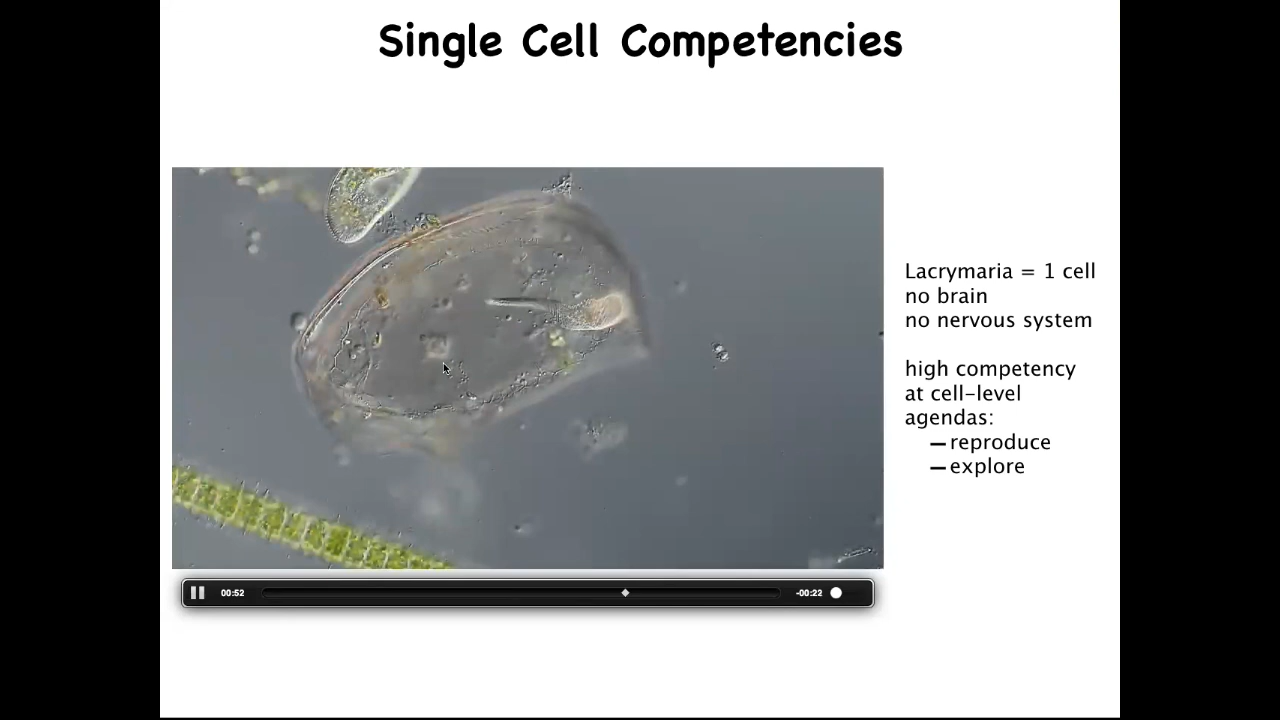 Single Cell Competencies
Lacrymaria = 1 cell
no brain
no nervous system
high competency
at cell-level
agendas:
— reproduce
— explore
00:52
-00:22